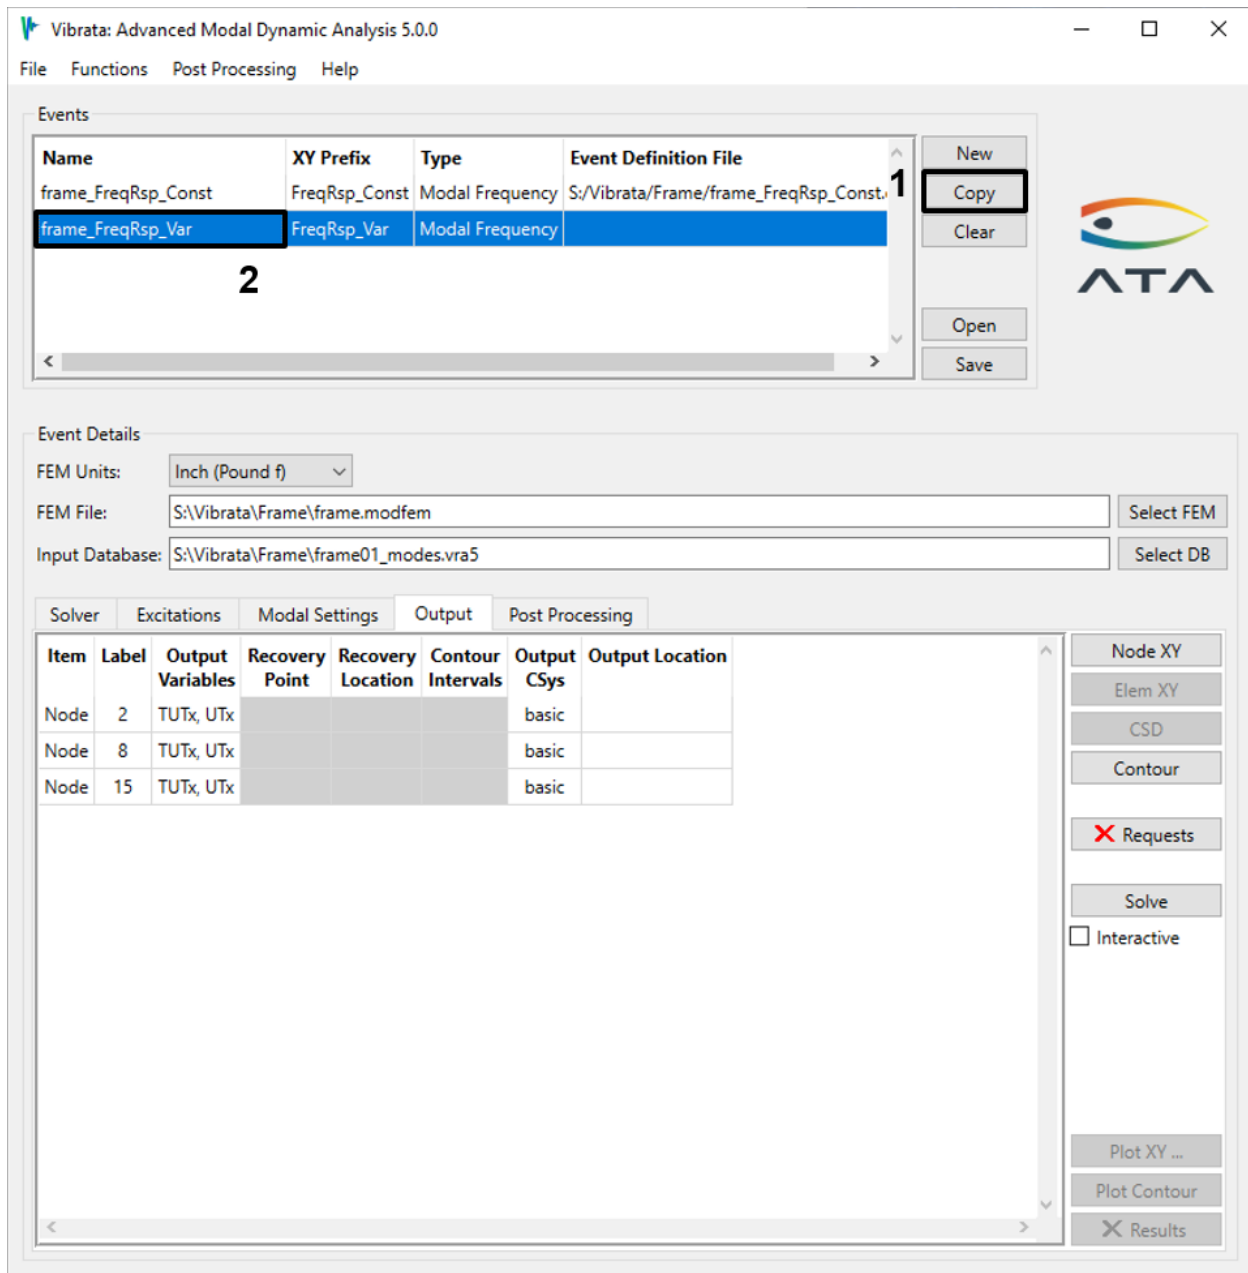 Vibrata: Advanced Modal Dynamic Analysis 5.0.0
File Functions Post Processing Help
Events
Name XY Prefix Type Event Definition File
New
frame_FreqRsp_Const FreqRsp_Const Modal Frequency S:/Vibrata/Frame/frame_FreqRsp_Const.
1
Copy
frame_FreqRsp_Var FreqRsp_Var Modal Frequency
Clear
2
ATA
Open
Save
Event Details
FEM Units: Inch (Pound f)
FEM File: S:\Vibrata\Frame\frame.modfem Select FEM
Input Database: S:\Vibrata\Frame\frame01_modes.vra5 Select DB
Solver Excitations Modal Settings Output Post Processing
Item Label Output Variables Recovery Point Recovery Location Contour Intervals Output CSys Output Location
Node 2 TUTx, UTx basic
Node 8 TUTx, UTx basic
Node 15 TUTx, UTx basic
Node XY
Elem XY
CSD
Contour
Requests
Solve
Interactive
Plot XY ...
Plot Contour
Results